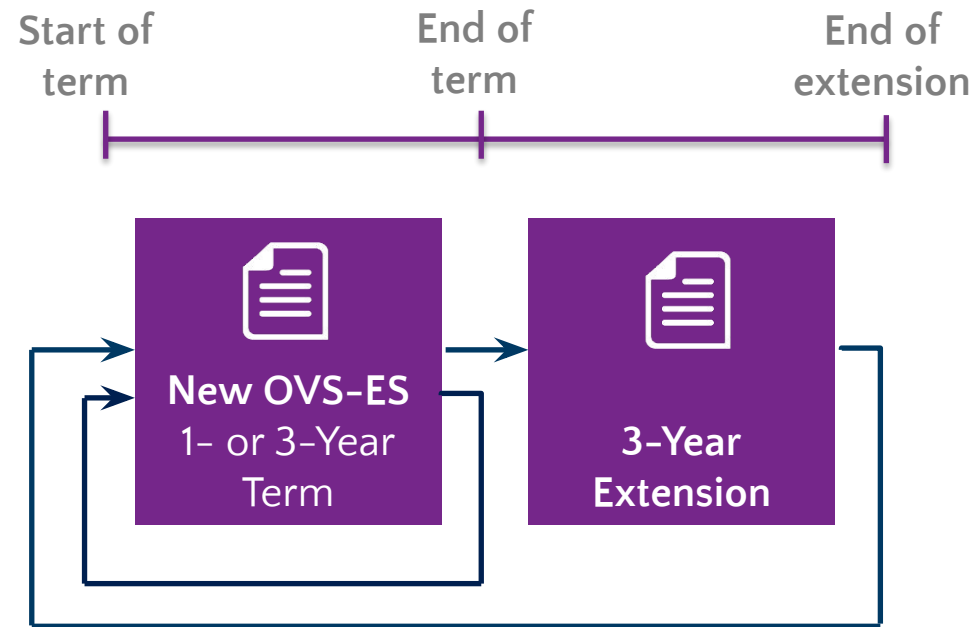 Start of
term
End of
term
End of
extension
New OVS-ES
1- or 3-Year
Term
3-Year
Extension